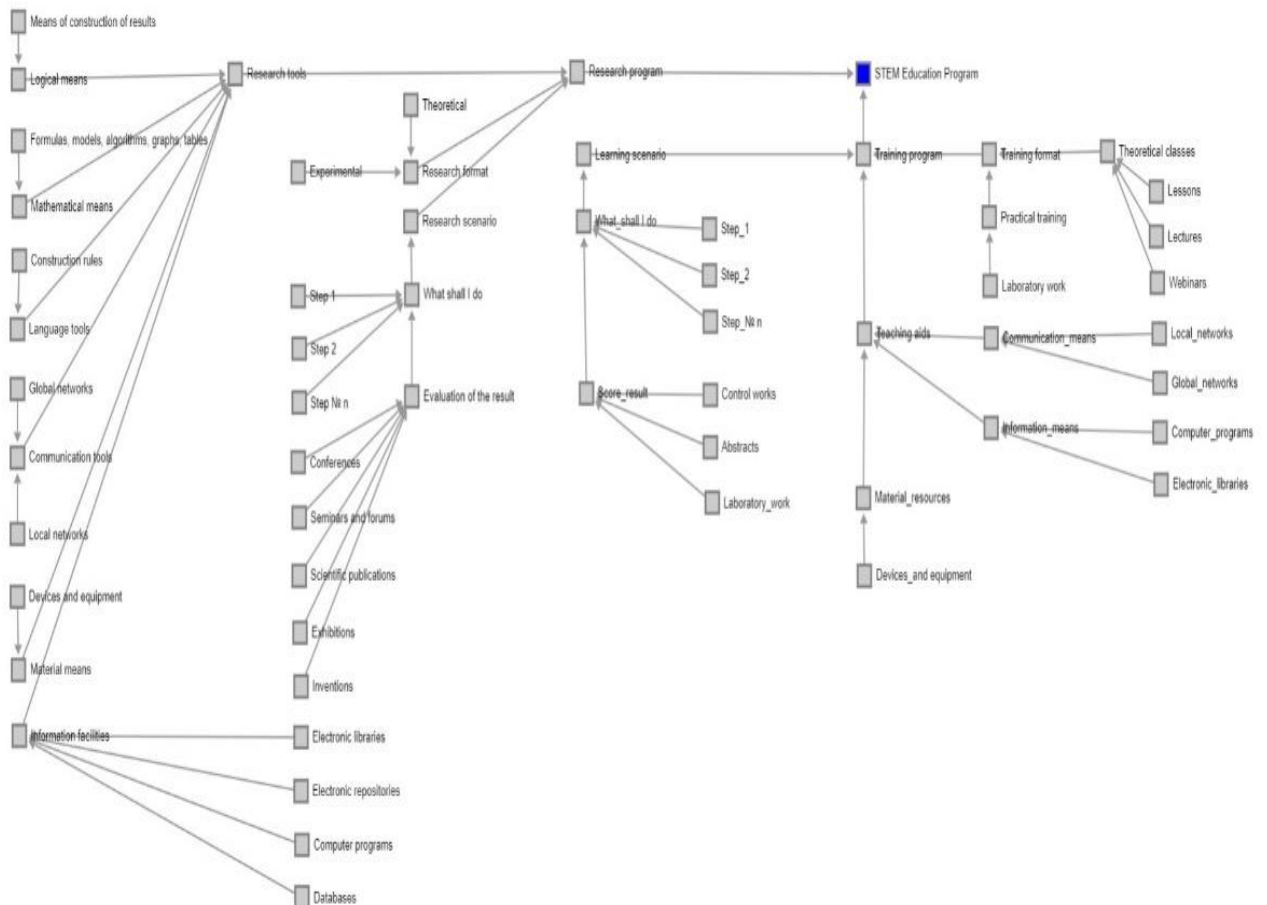 Means of construction of results
Logical means
Research tools
Research program
STEM Education Program
Theoretical
Formulas, models, algorithms, graphs, tables
Experimental
Research format
Learning scenario
Training program
Training format
Theoretical classes
Lessons
Mathematical means
Research scenario
What_shall I do
Step_1
Practical training
Lectures
Construction rules
Step_2
Laboratory work
Webinars
Step 1
What shall I do
Language tools
Step 2
Step_№ n
Teaching aids
Communication_means
Local_networks
Global networks
Step № n
Evaluation of the result
Score_result
Control works
Global_networks
Communication tools
Conferences
Abstracts
Information_means
Computer_programs
Electronic_libraries
Local networks
Seminars and forums
Laboratory_work
Material_resources
Devices and equipment
Scientific publications
Devices_and equipment
Exhibitions
Material means
Inventions
Information facilities
Electronic libraries
Electronic repositories
Computer programs
Databases